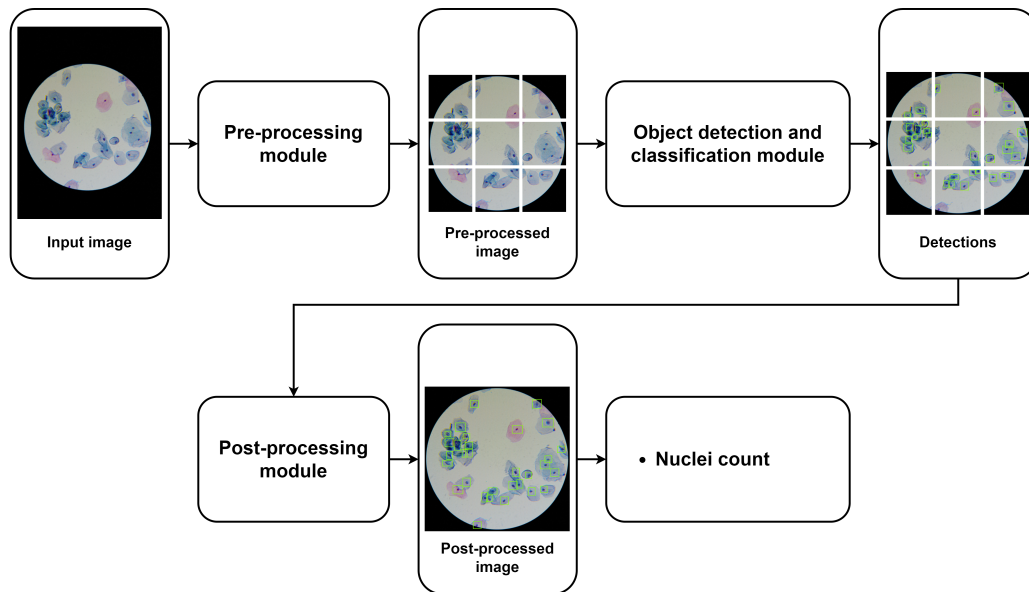 Input image
Pre-processing
module
Pre-processed
image
Object detection and
classification module
Detections
Post-processing
module
Post-processed
image
• Nuclei count